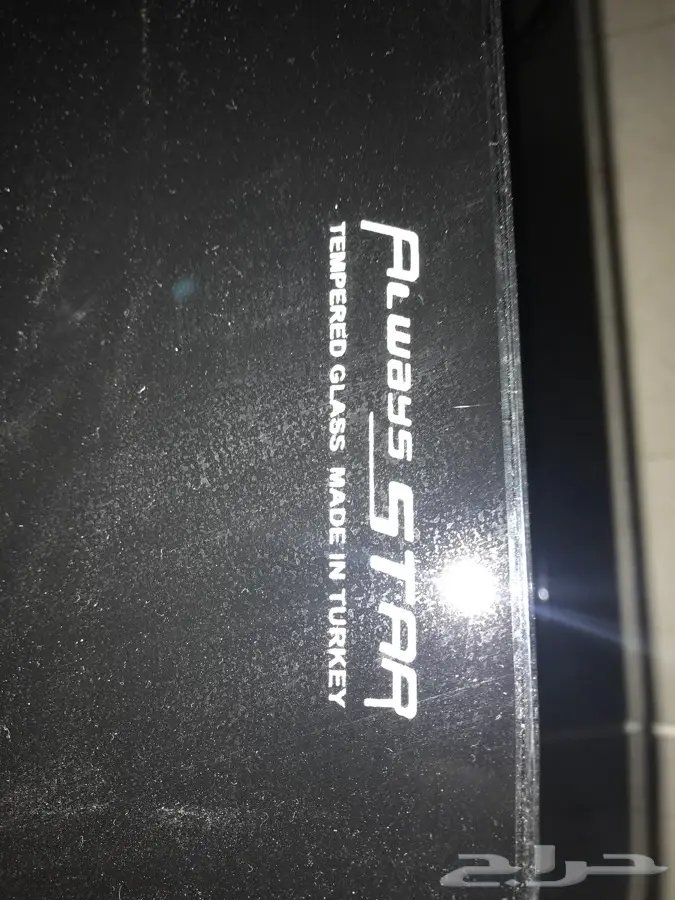 Always STAR
TEMPERED GLASS MADE IN TURKEY
حراج